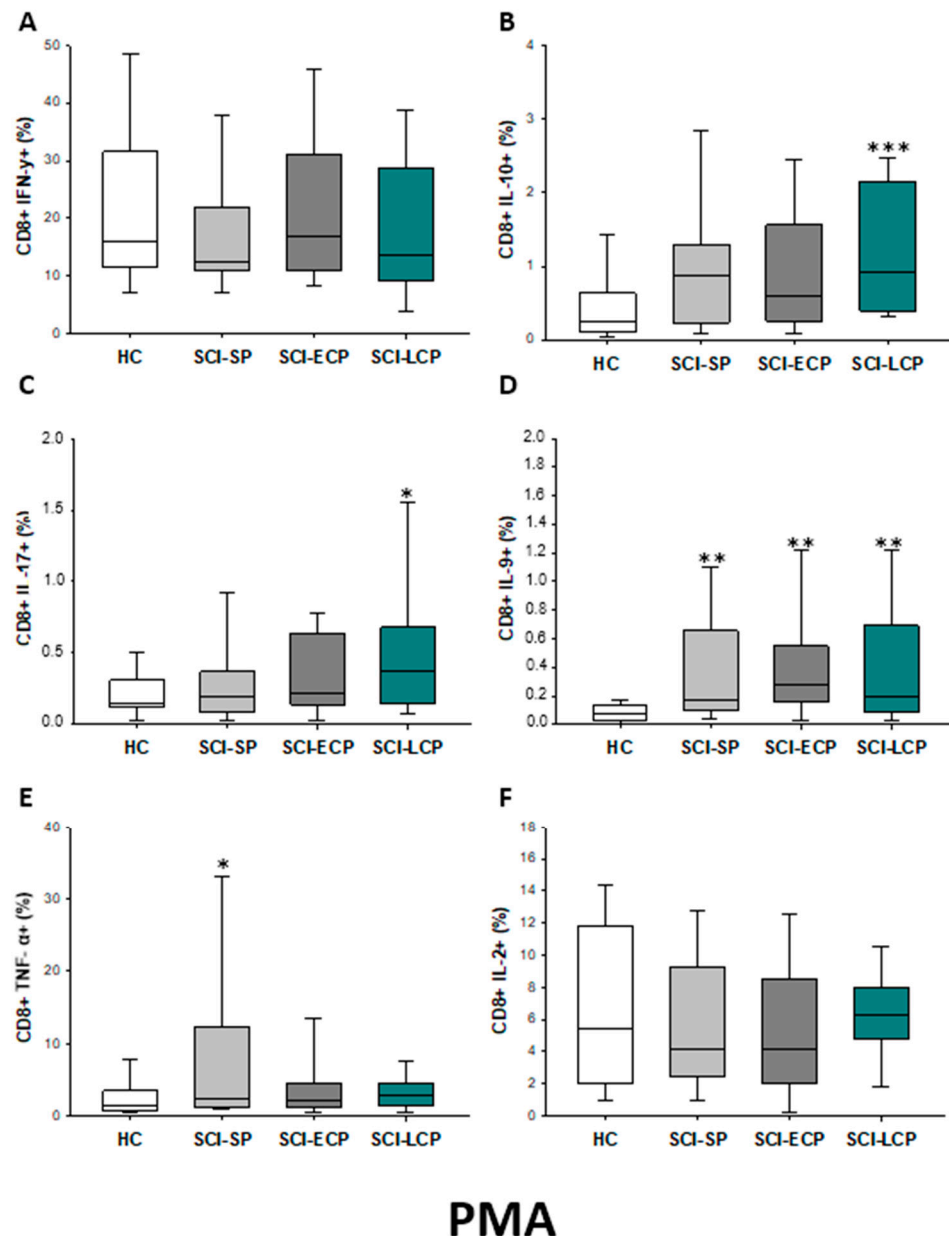 A
CD8+ IFN-y+ (%)
50
40
30
20
10
0
HC SCI-SP SCI-ECP SCI-LCP
B
CD8+ IL-10+ (%)
4
3
2
1
0
***
HC SCI-SP SCI-ECP SCI-LCP
C
CD8+ II -17+ (%)
2.0
1.5
1.0
0.5
0.0
*
HC SCI-SP SCI-ECP SCI-LCP
D
CD8+ IL-9+ (%)
2.0
1.8
1.6
1.4
1.2
1.0
0.8
0.6
0.4
0.2
0.0
** ** **
HC SCI-SP SCI-ECP SCI-LCP
E
CD8+ TNF- α+ (%)
40
30
20
10
0
*
HC SCI-SP SCI-ECP SCI-LCP
F
CD8+ IL-2+ (%)
18
16
14
12
10
8
6
4
2
0
HC SCI-SP SCI-ECP SCI-LCP
PMA